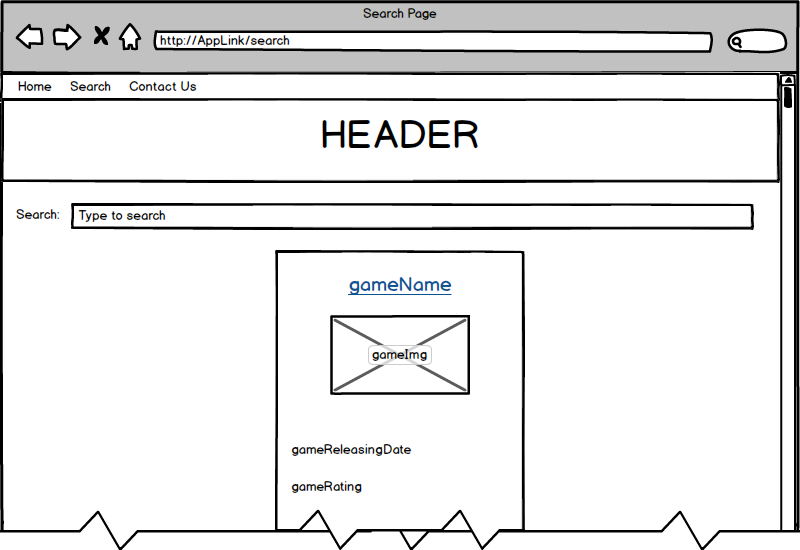 Search Page
http://AppLink/search
Home Search Contact Us
HEADER
Search: Type to search
gameName
gameImg
gameReleasingDate
gameRating